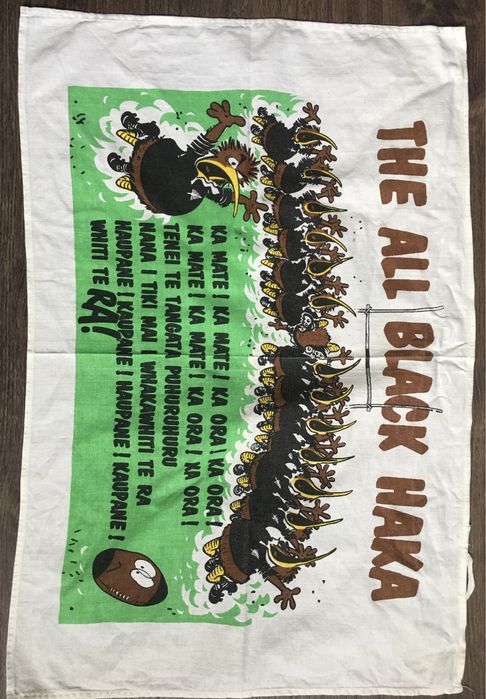 THE ALL BLACK HAKA
KA MATE! KA MATE! KA ORA! KA ORA!
KA MATE! KA MATE! KA ORA! KA ORA!
TENEI TE TANGATA PUHURUHURU
NANA I TIKI MAI I WHAKAWHITI TE RA
HAUPANE! KAUPANE! HAUPANE! KAUPANE!
WHITI TE RA!